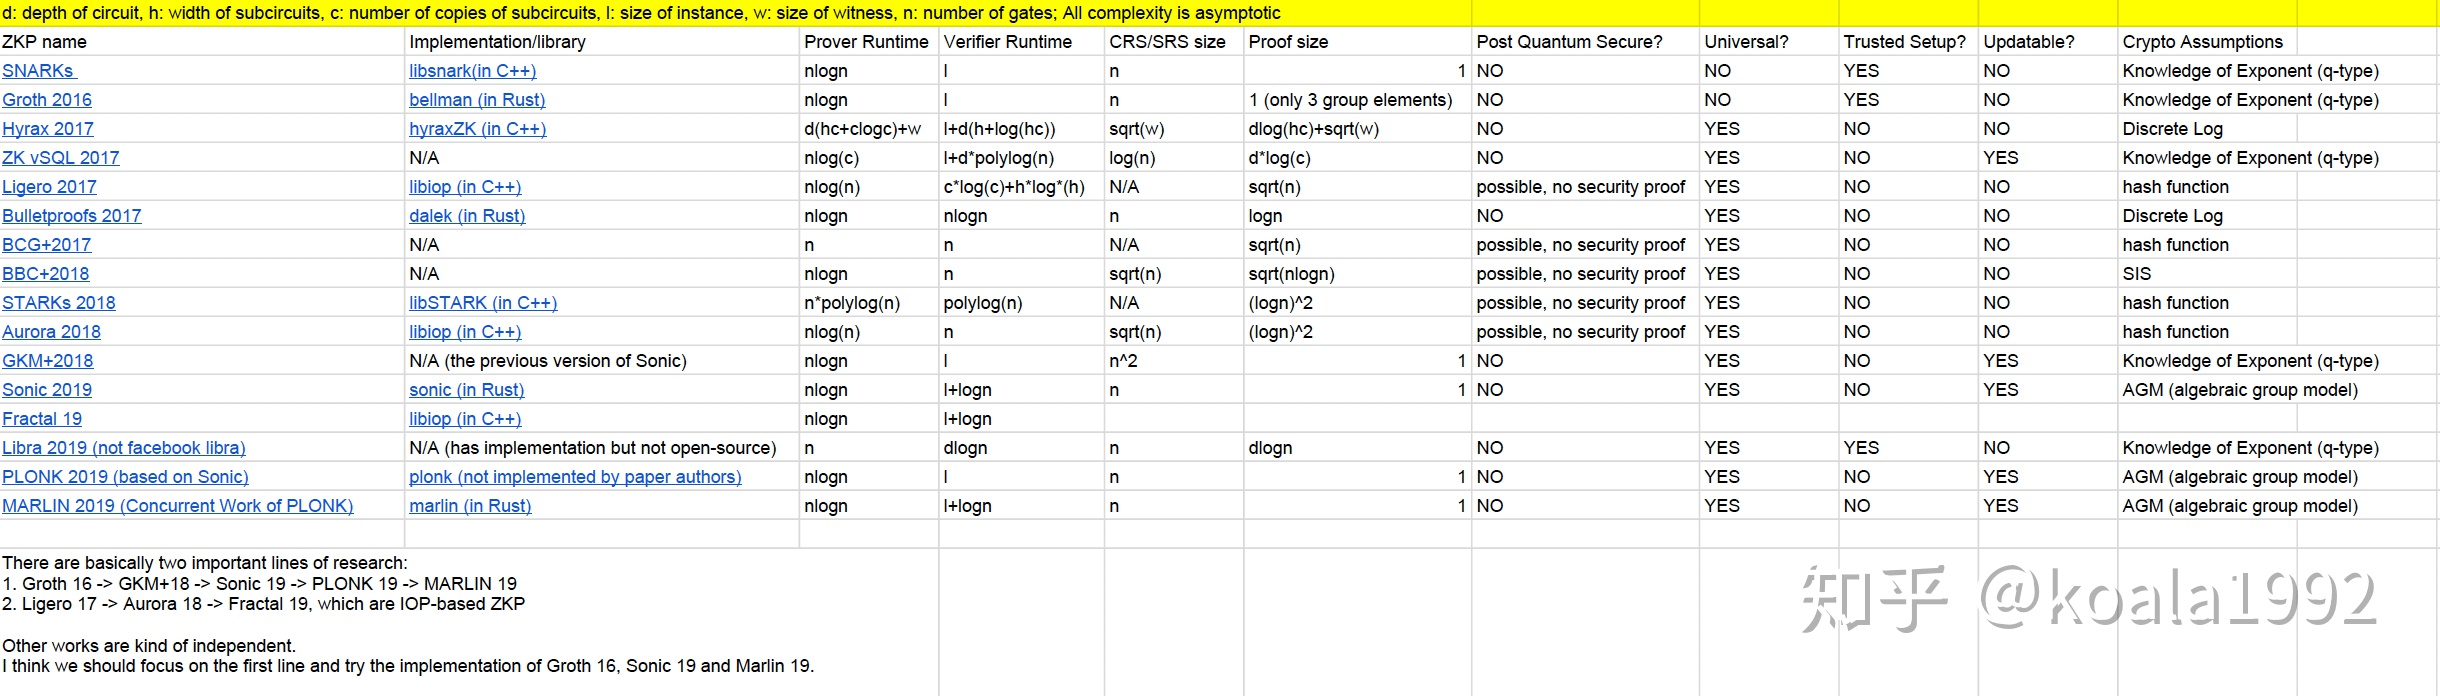 d: depth of circuit, h: width of subcircuits, c: number of copies of subcircuits, l: size of instance, w: size of witness, n: number of gates; All complexity is asymptotic
ZKP name Implementation/library Prover Runtime Verifier Runtime CRS/SRS size Proof size Post Quantum Secure? Universal? Trusted Setup? Updatable? Crypto Assumptions
SNARKs libsnark(in C++) nlogn l n 1 NO NO YES NO Knowledge of Exponent (q-type)
Groth 2016 bellman (in Rust) nlogn l n 1 (only 3 group elements) NO NO YES NO Knowledge of Exponent (q-type)
Hyrax 2017 hyraxZK (in C++) d(hc+clogc)+w l+d(h+log(hc)) sqrt(w) dlog(hc)+sqrt(w) NO YES NO NO Discrete Log
ZK vSQL 2017 N/A nlog(c) l+d*polylog(n) log(n) d*log(c) NO YES NO YES Knowledge of Exponent (q-type)
Ligero 2017 libiop (in C++) nlog(n) c*log(c)+h*log*(h) N/A sqrt(n) possible, no security proof YES NO NO hash function
Bulletproofs 2017 dalek (in Rust) nlogn nlogn n logn NO YES NO NO Discrete Log
BCG+2017 N/A n n N/A sqrt(n) possible, no security proof YES NO NO hash function
BBC+2018 N/A nlogn n sqrt(n) sqrt(nlogn) possible, no security proof YES NO NO SIS
STARKs 2018 libSTARK (in C++) n*polylog(n) polylog(n) N/A (logn)^2 possible, no security proof YES NO NO hash function
Aurora 2018 libiop (in C++) nlog(n) n sqrt(n) (logn)^2 possible, no security proof YES NO NO hash function
GKM+2018 N/A (the previous version of Sonic) nlogn l n^2 1 NO YES NO YES Knowledge of Exponent (q-type)
Sonic 2019 sonic (in Rust) nlogn l+logn n 1 NO YES NO YES AGM (algebraic group model)
Fractal 19 libiop (in C++) nlogn l+logn
Libra 2019 (not facebook libra) N/A (has implementation but not open-source) n dlogn n dlogn NO YES YES NO Knowledge of Exponent (q-type)
PLONK 2019 (based on Sonic) plonk (not implemented by paper authors) nlogn l n 1 NO YES NO YES AGM (algebraic group model)
MARLIN 2019 (Concurrent Work of PLONK) marlin (in Rust) nlogn l+logn n 1 NO YES NO YES AGM (algebraic group model)
There are basically two important lines of research:
1. Groth 16 -> GKM+18 -> Sonic 19 -> PLONK 19 -> MARLIN 19
2. Ligero 17 -> Aurora 18 -> Fractal 19, which are IOP-based ZKP
Other works are kind of independent.
I think we should focus on the first line and try the implementation of Groth 16, Sonic 19 and Marlin 19.
知乎 @koala1992